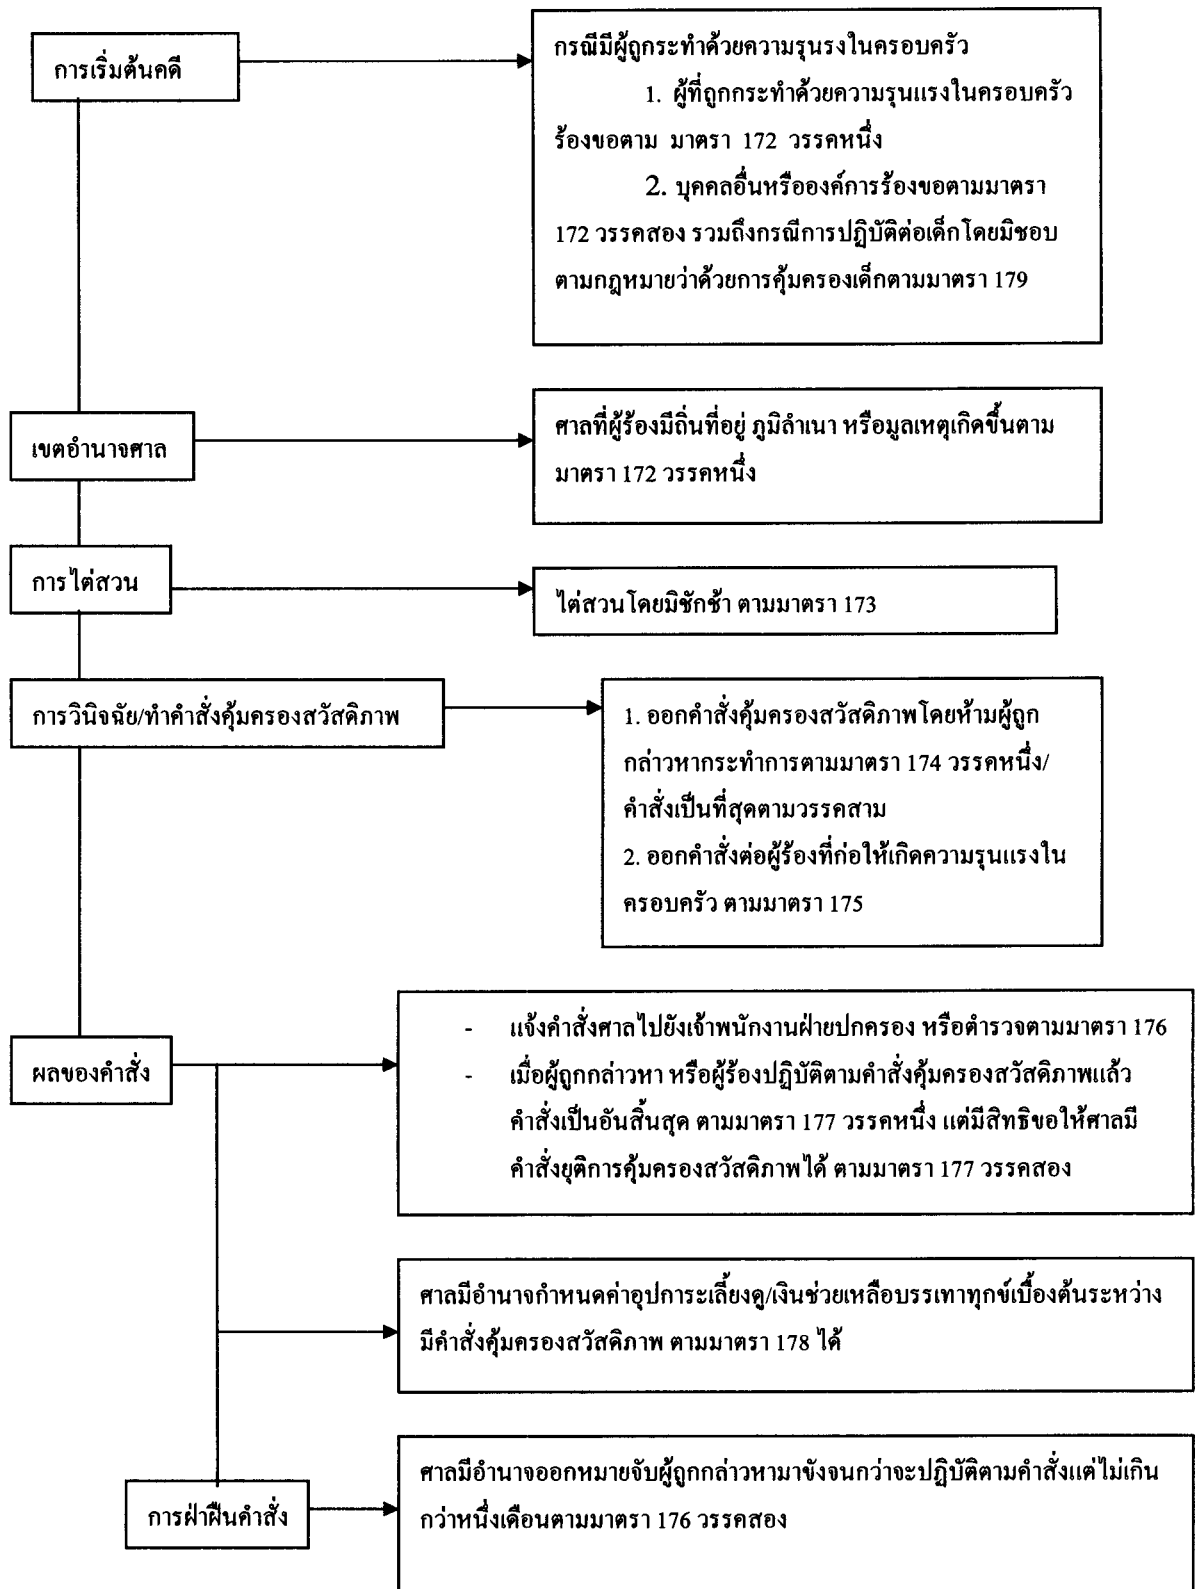 การเริ่มต้นคดี
กรณีมีผู้ถูกระทำด้วยความรุนรงในครอบครัว
1. ผู้ที่ถูกกระทำด้วยความรุนแรงในครอบครัว
ร้องขอตาม มาตรา 172 วรรคหนึ่ง
2. บุคคลอื่นหรือองค์การร้องขอตามมาตรา
172 วรรคสอง รวมถึงกรณีการปฏิบัติต่อเด็กโดยมิชอบ
ตามกฎหมายว่าด้วยการคุ้มครองเด็กตามมาตรา 179
เขตอำนาจศาล
ศาลที่ผู้ร้องมีถิ่นที่อยู่ ภูมิลำเนา หรือมูลเหตุเกิดขึ้นตาม
มาตรา 172 วรรคหนึ่ง
การไต่สวน
ไต่สวนโดยมิชักช้า ตามมาตรา 173
การวินิจฉัย/ทำคำสั่งคุ้มครองสวัสดิภาพ
1. ออกคำสั่งคุ้มครองสวัสดิภาพโดยห้ามผู้ถูก
กล่าวหากระทำการตามมาตรา 174 วรรคหนึ่ง/
คำสั่งเป็นที่สุดตามวรรคสาม
2. ออกคำสั่งต่อผู้ร้องที่ก่อให้เกิดความรุนแรงใน
ครอบครัว ตามมาตรา 175
ผลของคำสั่ง
- แจ้งคำสั่งศาลไปยังเจ้าพนักงานฝ่ายปกครอง หรือตำรวจตามมาตรา 176
- เมื่อผู้ถูกกล่าวหา หรือผู้ร้องปฏิบัติตามคำสั่งคุ้มครองสวัสดิภาพแล้ว
คำสั่งเป็นอันสิ้นสุด ตามมาตรา 177 วรรคหนึ่ง แต่มีสิทธิขอให้ศาลมี
คำสั่งยุติการคุ้มครองสวัสดิภาพได้ ตามมาตรา 177 วรรคสอง
ศาลมีอำนาจกำหนดค่าอุปการะเลี้ยงดู/เงินช่วยเหลือบรรเทาทุกข์เบื้องต้นระหว่าง
มีคำสั่งคุ้มครองสวัสดิภาพ ตามมาตรา 178 ได้
การฝ่าฝืนคำสั่ง
ศาลมีอำนาจออกหมายจับผู้ถูกกล่าวหามาขังจนกว่าจะปฏิบัติตามคำสั่งแต่ไม่เกิน
กว่าหนึ่งเดือนตามมาตรา 176 วรรคสอง